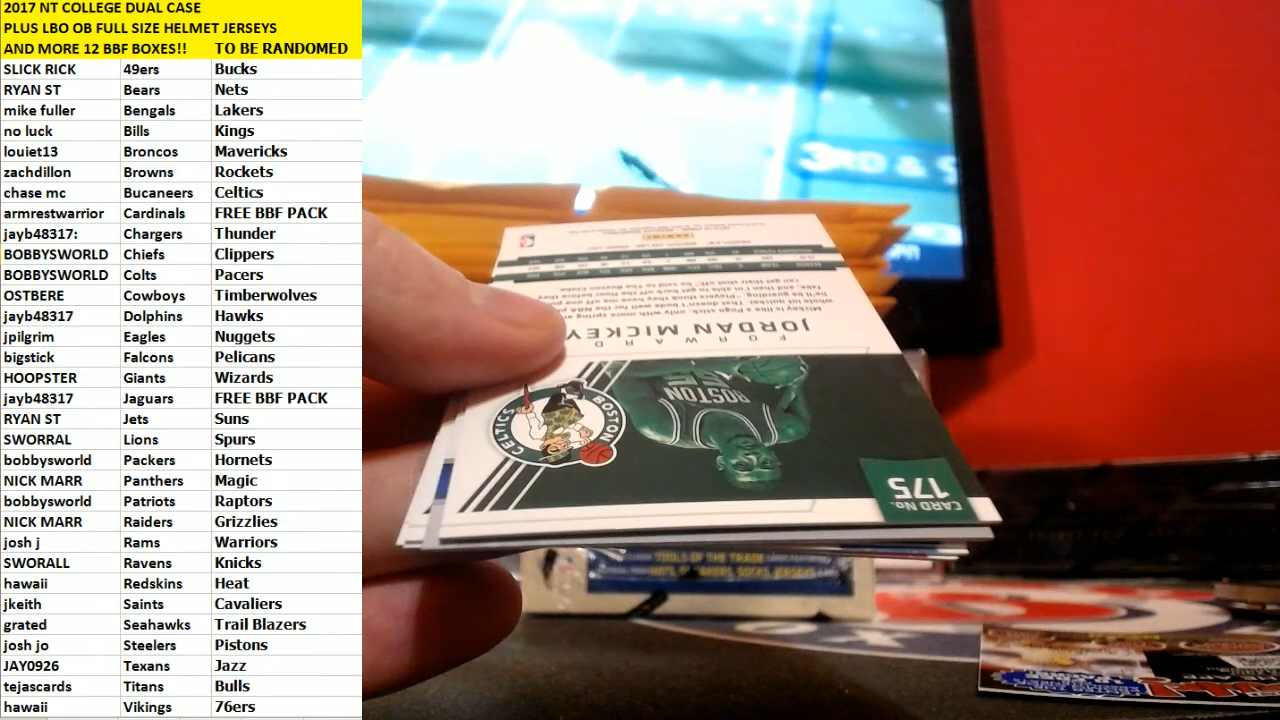 2017 NT COLLEGE DUAL CASE
PLUS LBO OB FULL SIZE HELMET JERSEYS
AND MORE 12 BBF BOXES!! TO BE RANDOMED
SLICK RICK 49ers Bucks
RYAN ST Bears Nets
mike fuller Bengals Lakers
no luck Bills Kings
louiet13 Broncos Mavericks
zachdillon Browns Rockets
chase mc Bucaneers Celtics
armrestwarrior Cardinals FREE BBF PACK
jayb48317: Chargers Thunder
BOBBYSWORLD Chiefs Clippers
BOBBYSWORLD Colts Pacers
OSTBERE Cowboys Timberwolves
jayb48317 Dolphins Hawks
jpilgrim Eagles Nuggets
bigstick Falcons Pelicans
HOOPSTER Giants Wizards
jayb48317 Jaguars FREE BBF PACK
RYAN ST Jets Suns
SWORRAL Lions Spurs
bobbysworld Packers Hornets
NICK MARR Panthers Magic
bobbysworld Patriots Raptors
NICK MARR Raiders Grizzlies
josh j Rams Warriors
SWORALL Ravens Knicks
hawaii Redskins Heat
jkeith Saints Cavaliers
grated Seahawks Trail Blazers
josh jo Steelers Pistons
JAY0926 Texans Jazz
tejascards Titans Bulls
hawaii Vikings 76ers
3RD &
CARD No.
175
BOSTON
CELTICS BOSTON
FORWARD
JORDAN MICKEY
PANINI
TOOLS OF THE TRADE